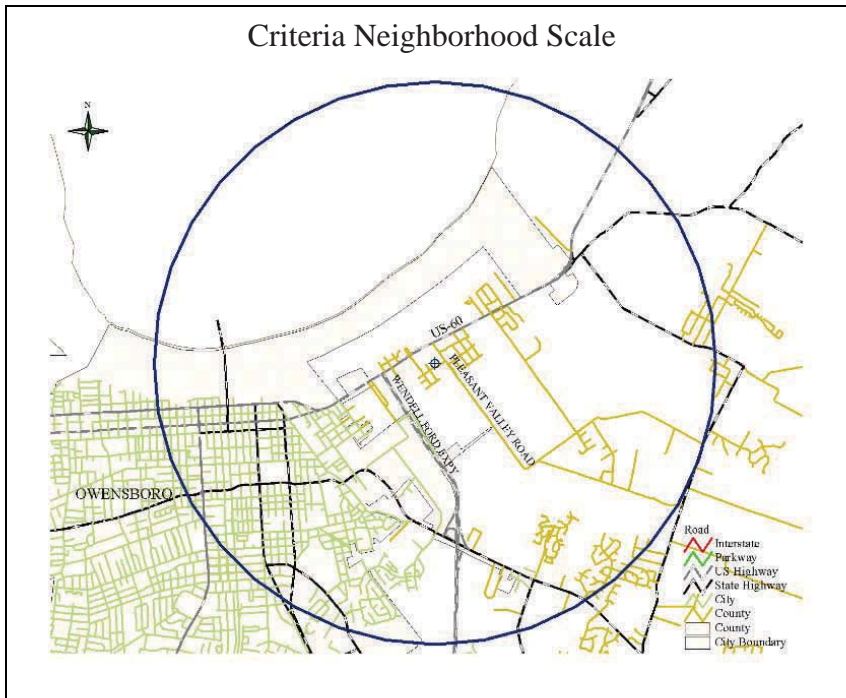 Criteria Neighborhood Scale
N
US-60
PLEASANT VALLEY ROAD
WENDELL FORD EXPY
OWENSBORO
Road
Interstate
Parkway
US Highway
State Highway
City
County
County
City Boundary